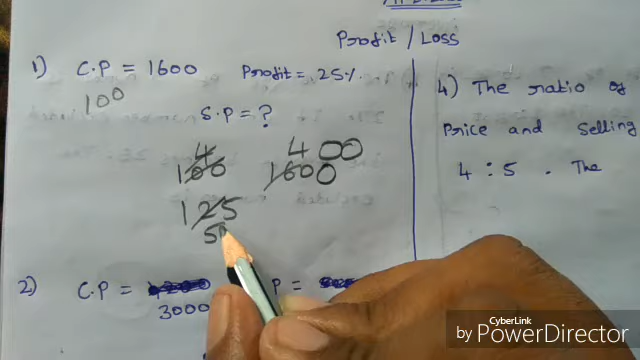 Profit / Loss
1) C.P = 1600 Profit = 25%.
100
S.P = ?
4 400
100 1600
125
5
2) C.P =
3000
P =
4) The ratio of
Price and Selling
4 : 5 . The
CyberLink
by PowerDirector